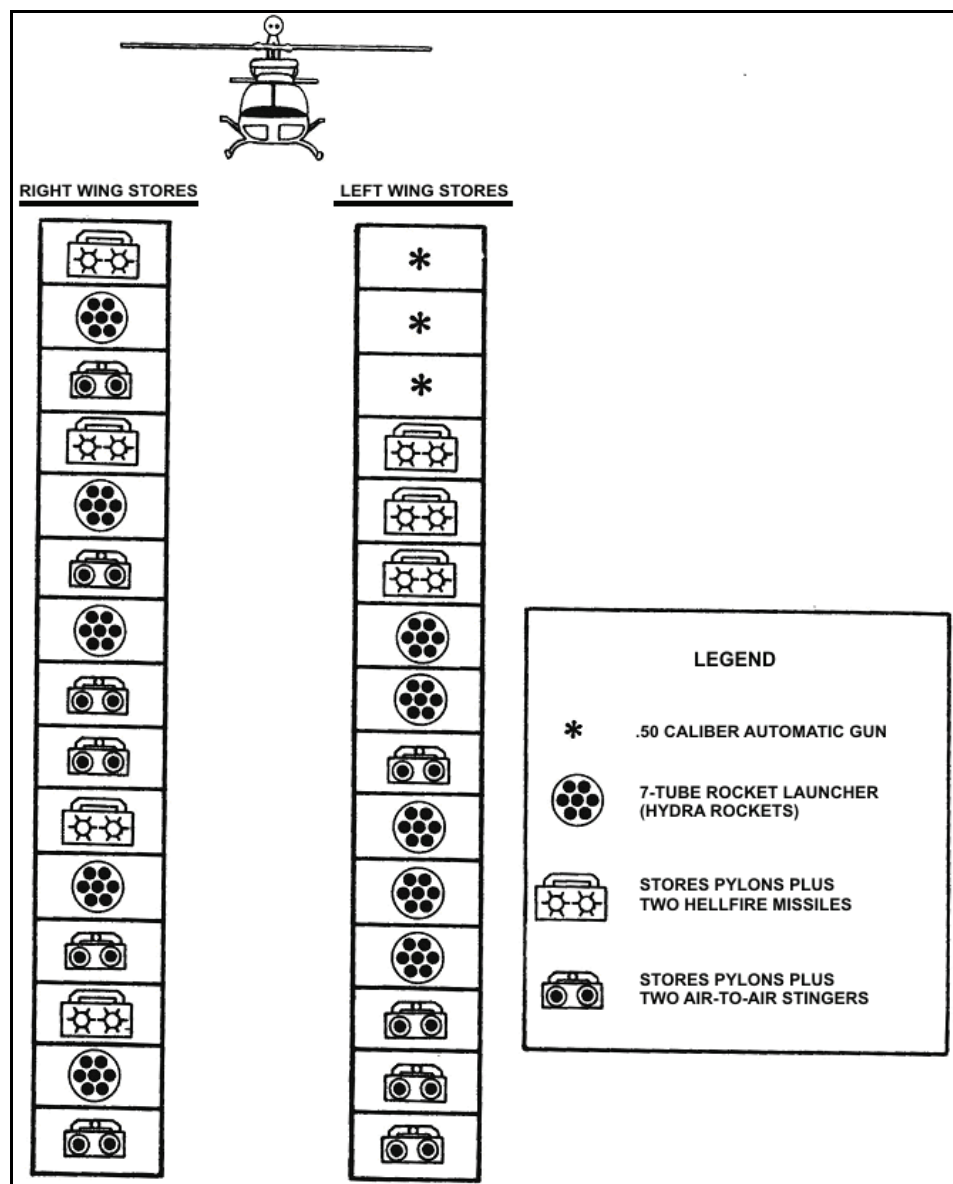 RIGHT WING STORES
LEFT WING STORES
*
*
*
LEGEND
* .50 CALIBER AUTOMATIC GUN
7-TUBE ROCKET LAUNCHER
(HYDRA ROCKETS)
STORES PYLONS PLUS
TWO HELLFIRE MISSILES
STORES PYLONS PLUS
TWO AIR-TO-AIR STINGERS